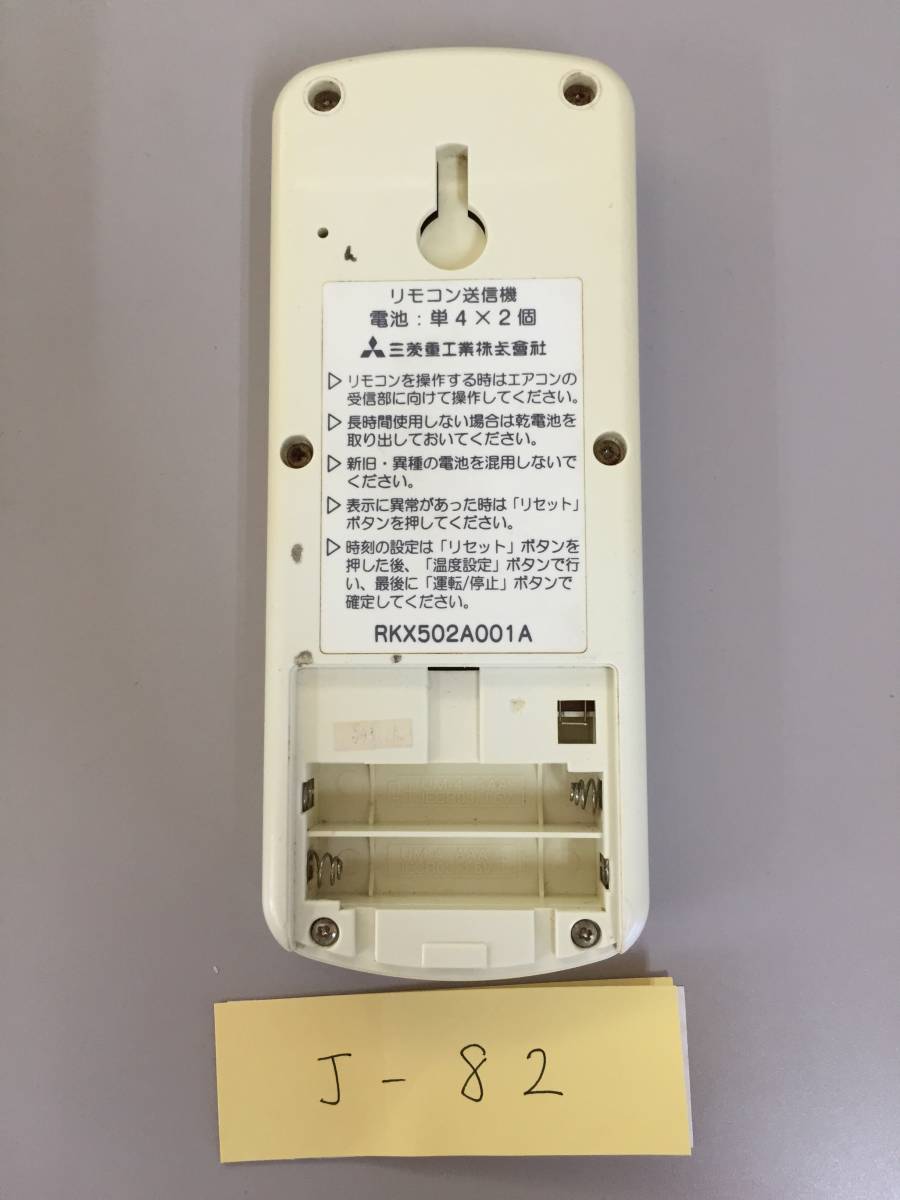 リモコン送信機
電池：単4×2個
三菱重工業株式會社
▷ リモコンを操作する時はエアコンの
受信部に向けて操作してください。
▷ 長時間使用しない場合は乾電池を
取り出しておいてください。
▷ 新旧・異種の電池を混用しないで
ください。
▷ 表示に異常があった時は「リセット」
ボタンを押してください。
▷ 時刻の設定は「リセット」ボタンを
押した後、「温度設定」ボタンで行
い、最後に「運転/停止」ボタンで
確定してください。
RKX502A001A
J-82